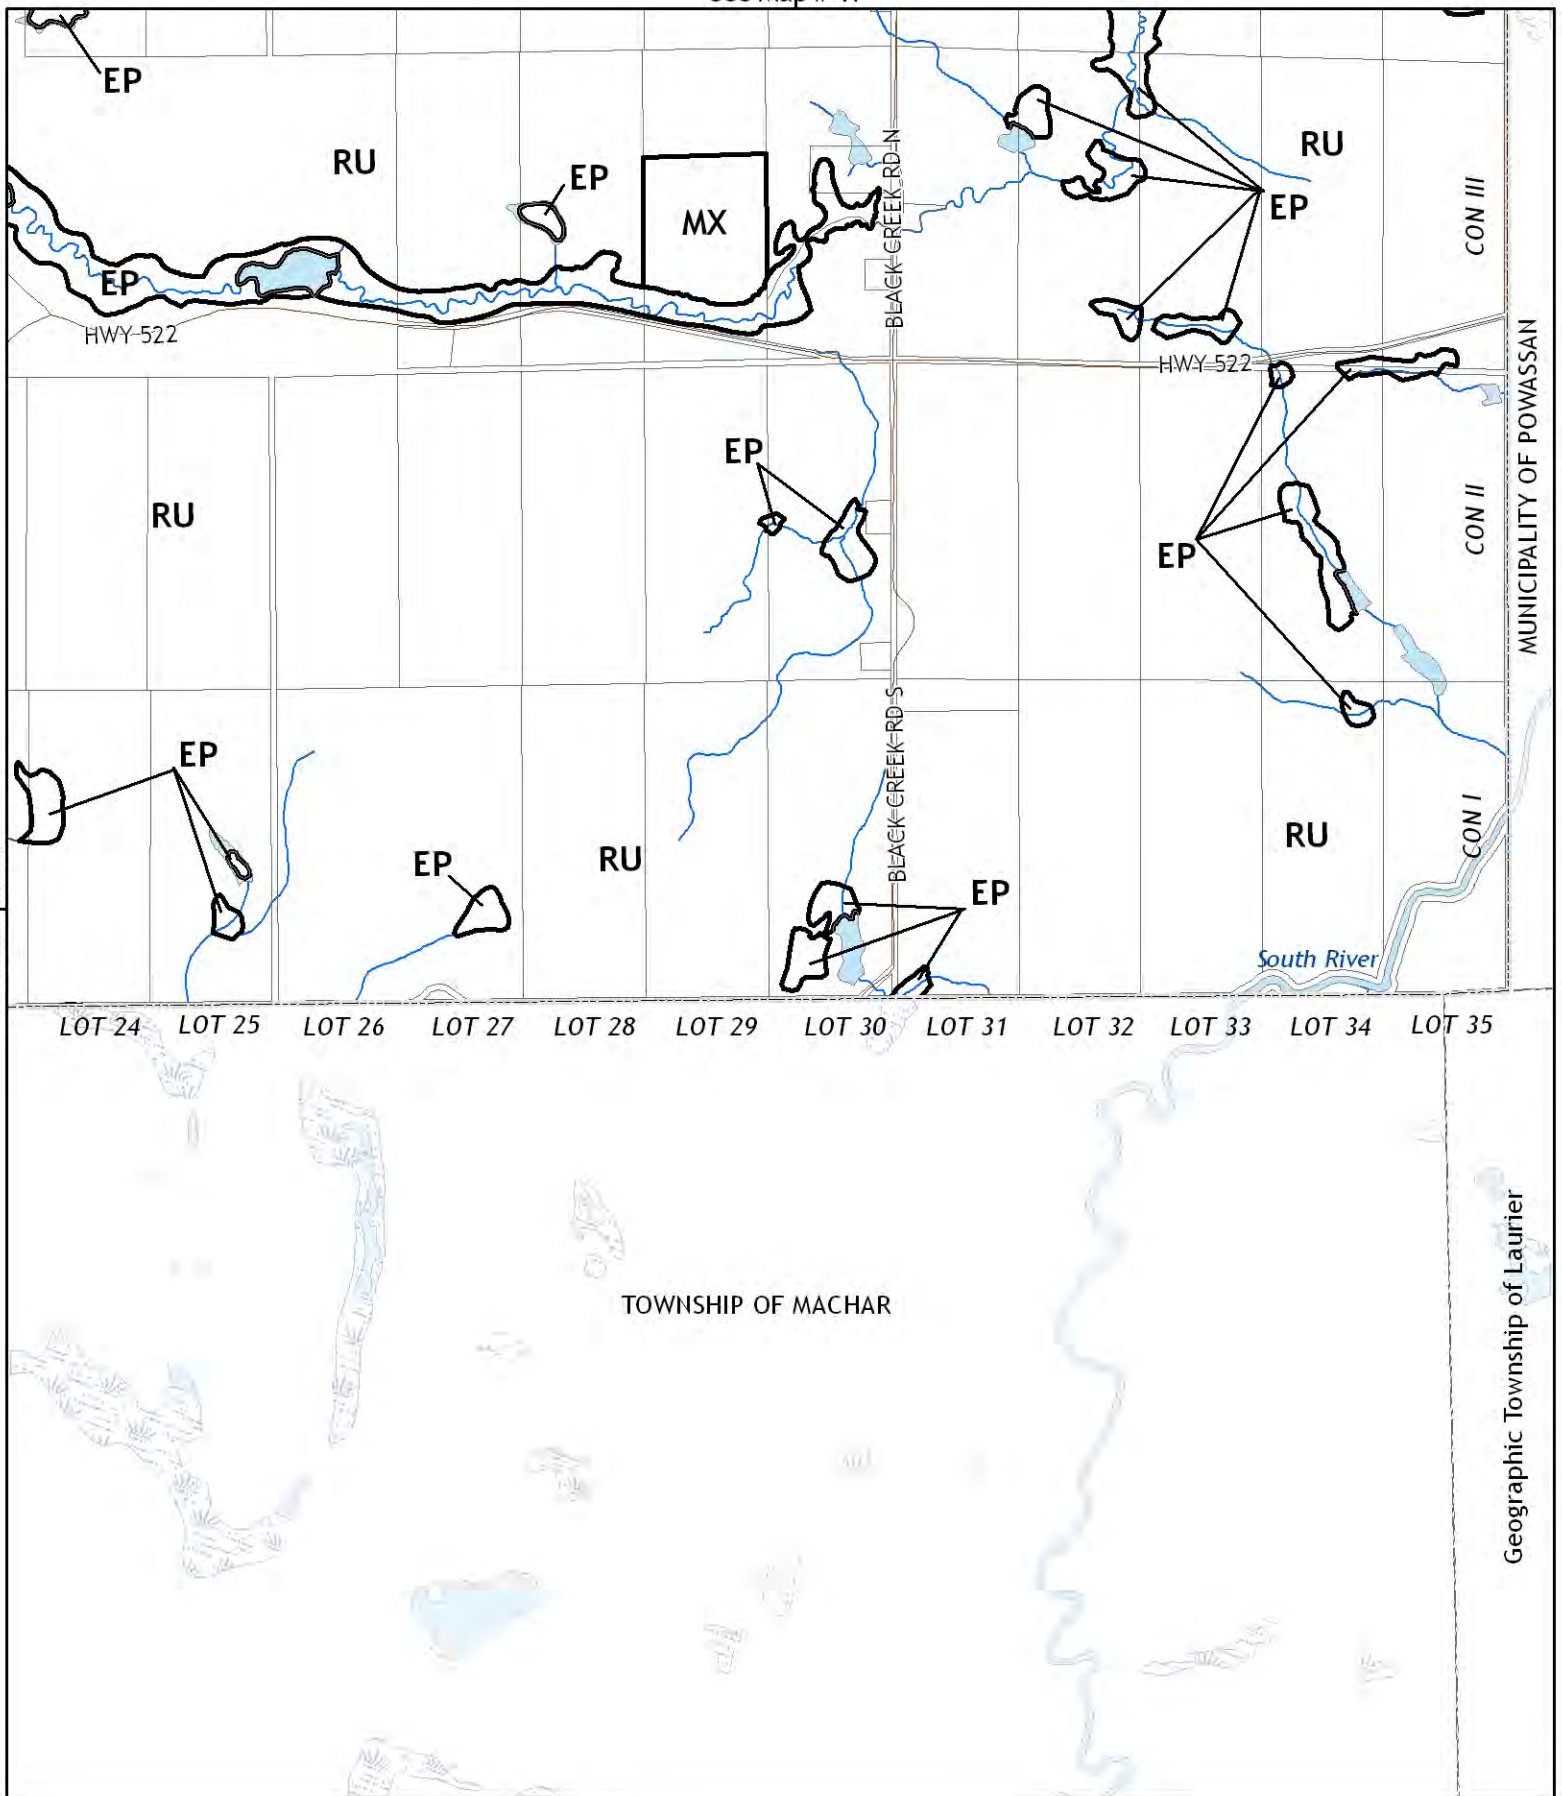 EP
RU
EP
MX
RU
EP
CON III
EP
BLACK CREEK RD N
HWY 522
HWY 522
MUNICIPALITY OF POWASSAN
EP
RU
CON II
EP
BLACK CREEK RD S
EP
EP
RU
RU
CON I
EP
South River
LOT 24
LOT 25
LOT 26
LOT 27
LOT 28
LOT 29
LOT 30
LOT 31
LOT 32
LOT 33
LOT 34
LOT 35
TOWNSHIP OF MACHAR
Geographic Township of Laurier